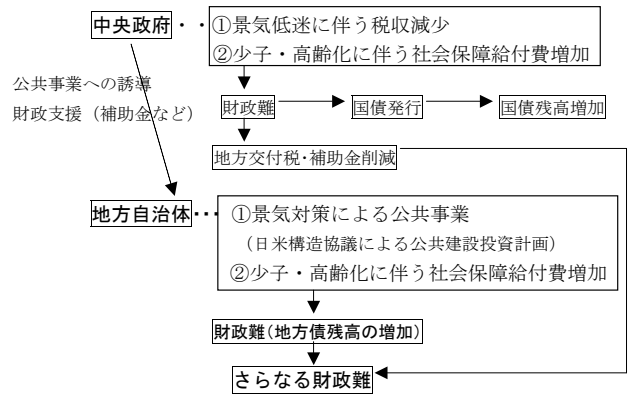 中央政府・・
①景気低迷に伴う税収減少
②少子・高齢化に伴う社会保障給付費増加
公共事業への誘導
財政支援（補助金など）
財政難
国債発行
国債残高増加
地方交付税・補助金削減
地方自治体・・・
①景気対策による公共事業
（日米構造協議による公共建設投資計画）
②少子・高齢化に伴う社会保障給付費増加
財政難（地方債残高の増加）
さらなる財政難